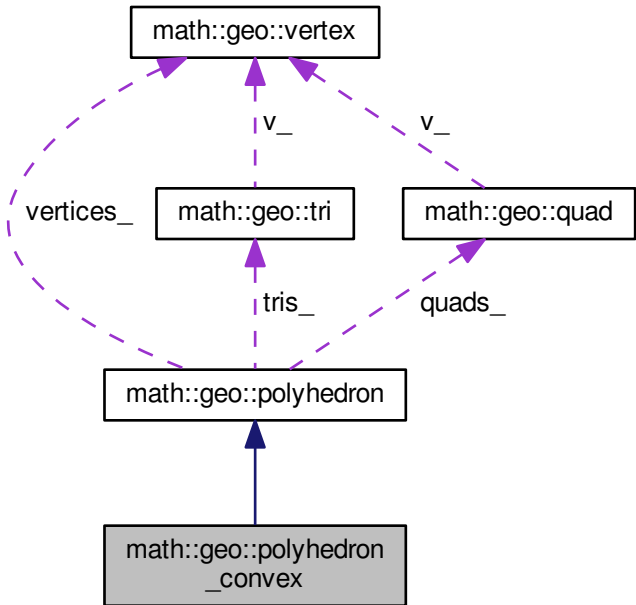 math::geo::vertex
v_
v_
vertices_
math::geo::tri
math::geo::quad
tris_
quads_
math::geo::polyhedron
math::geo::polyhedron
_convex